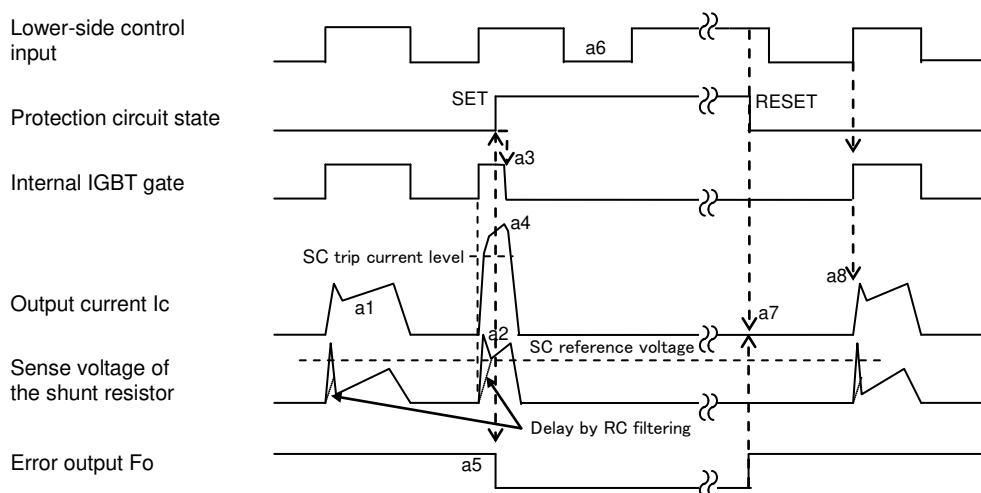 Lower-side control
input
a6
SET
RESET
Protection circuit state
a3
Internal IGBT gate
a4
SC trip current level
a8
Output current Ic
a1
a7
a2
SC reference voltage
Sense voltage of
the shunt resistor
Delay by RC filtering
Error output Fo
a5